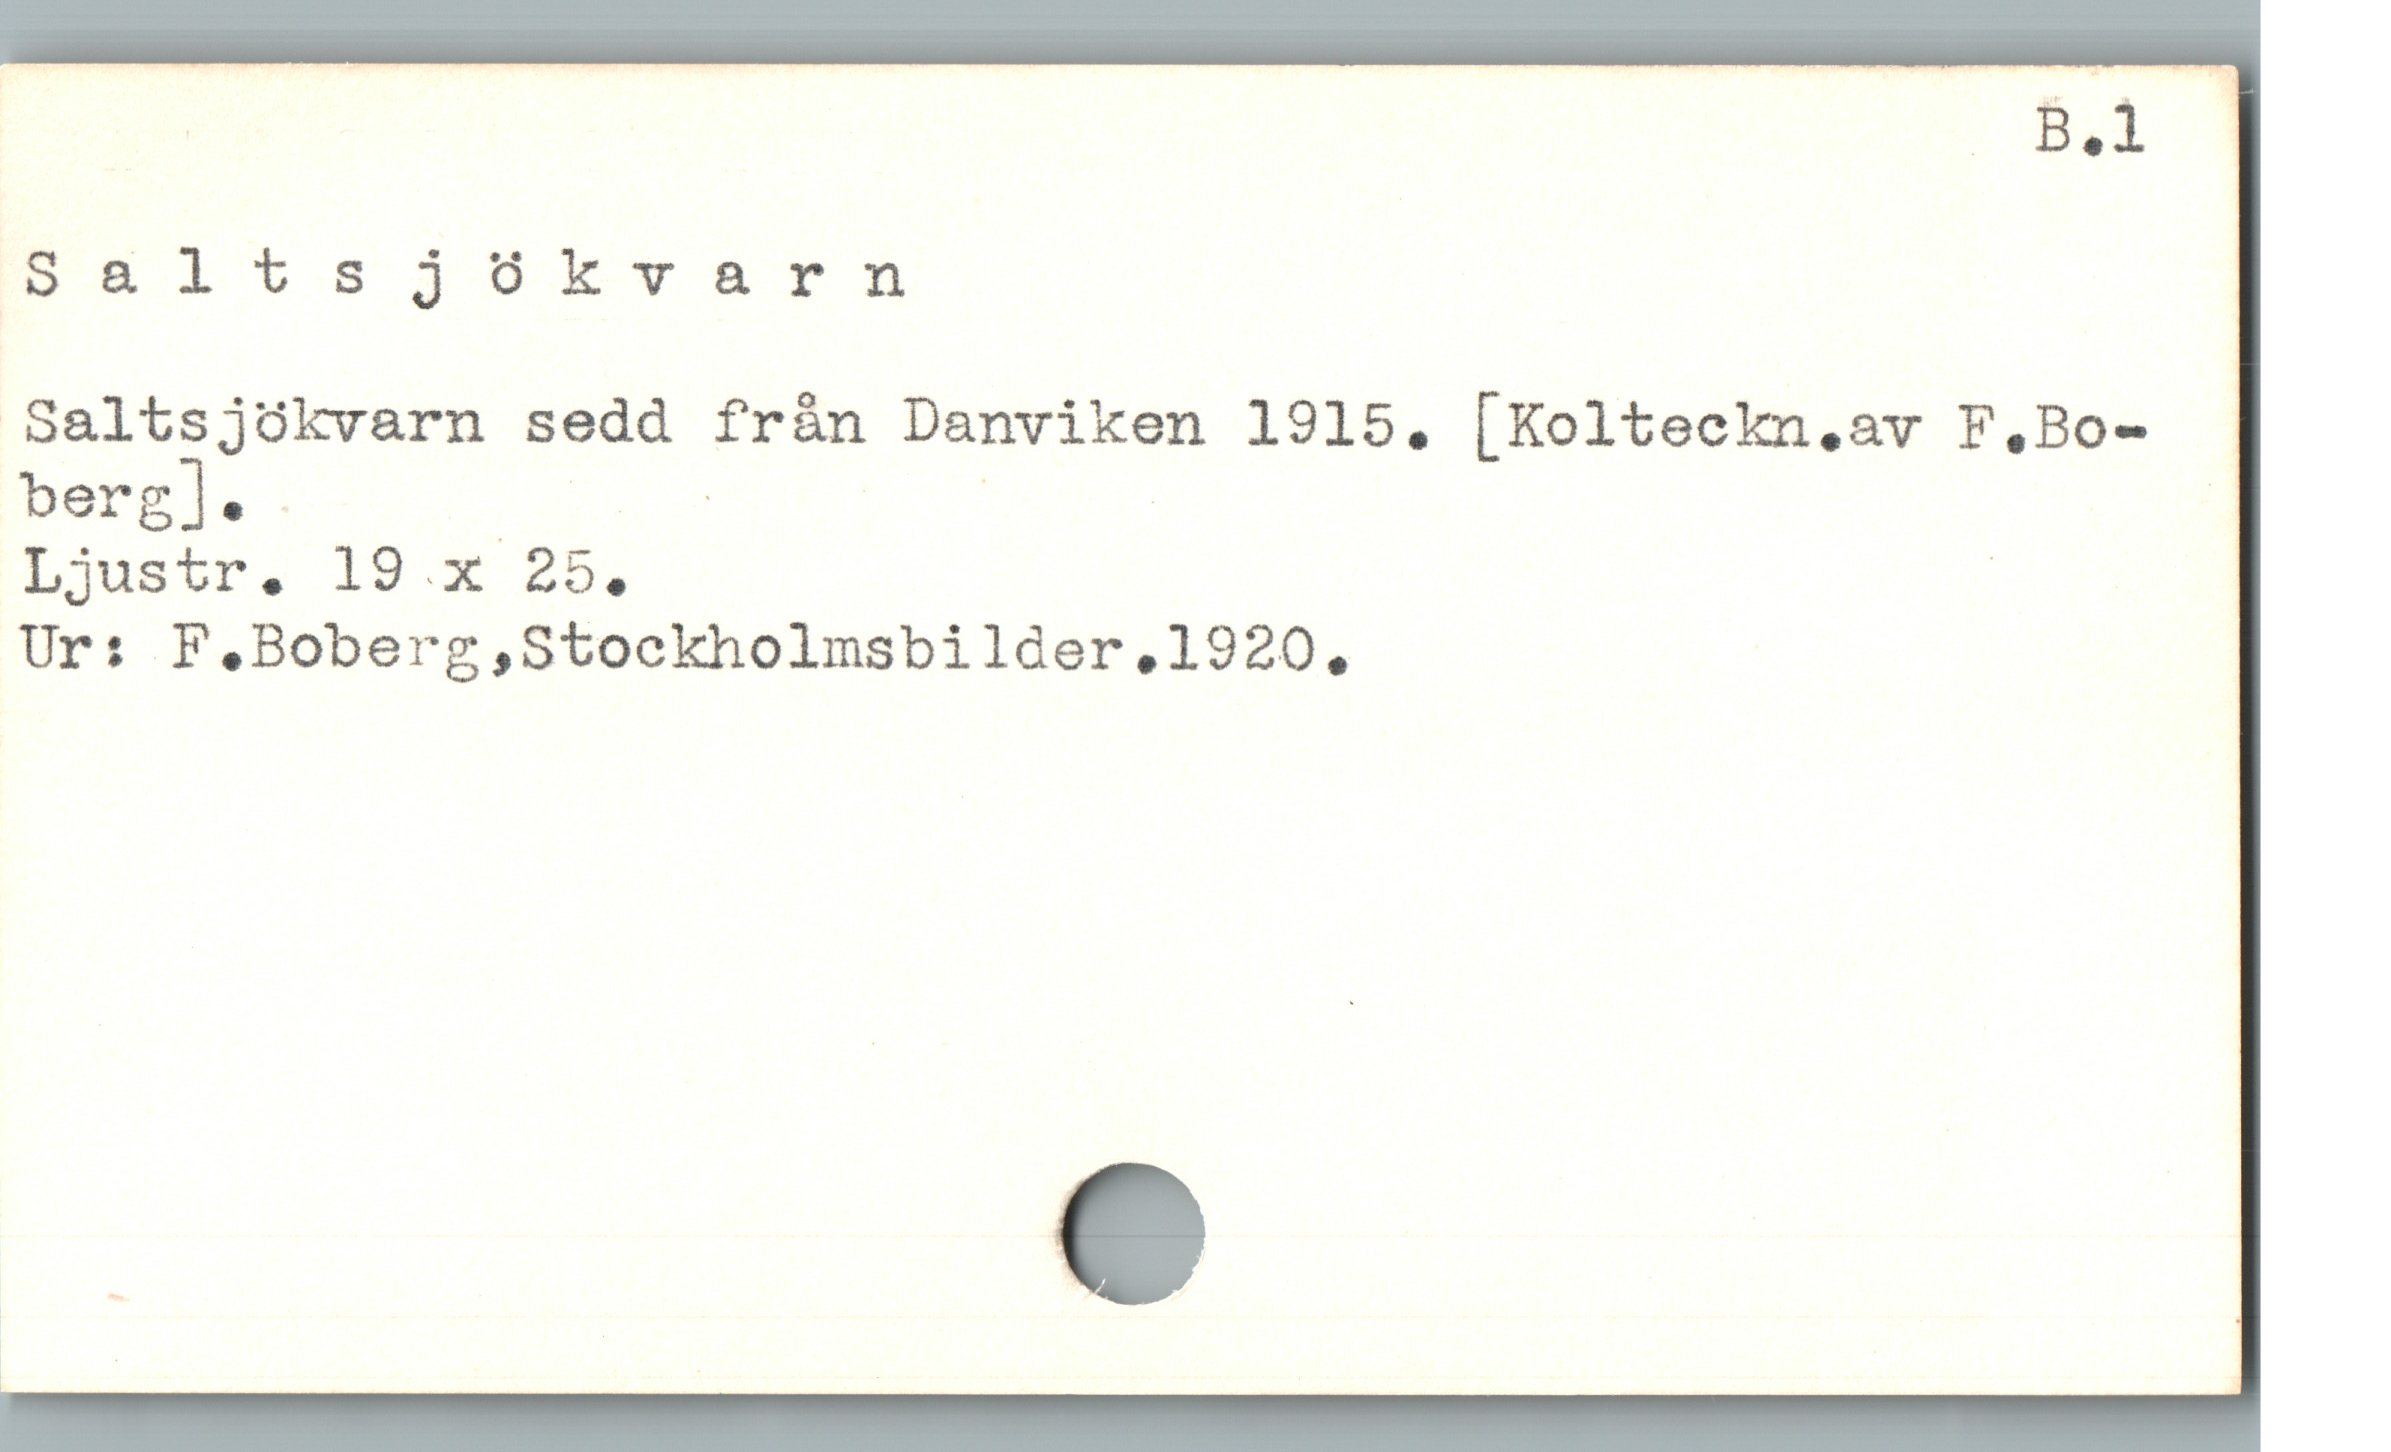 B.1
S a l t s j ö k v a r n
Saltsjökvarn sedd från Danviken 1915. [Kolteckn.av F.Bo-
berg].
Ljustr. 19 x 25.
Ur: F.Boberg,Stockholmsbilder.1920.